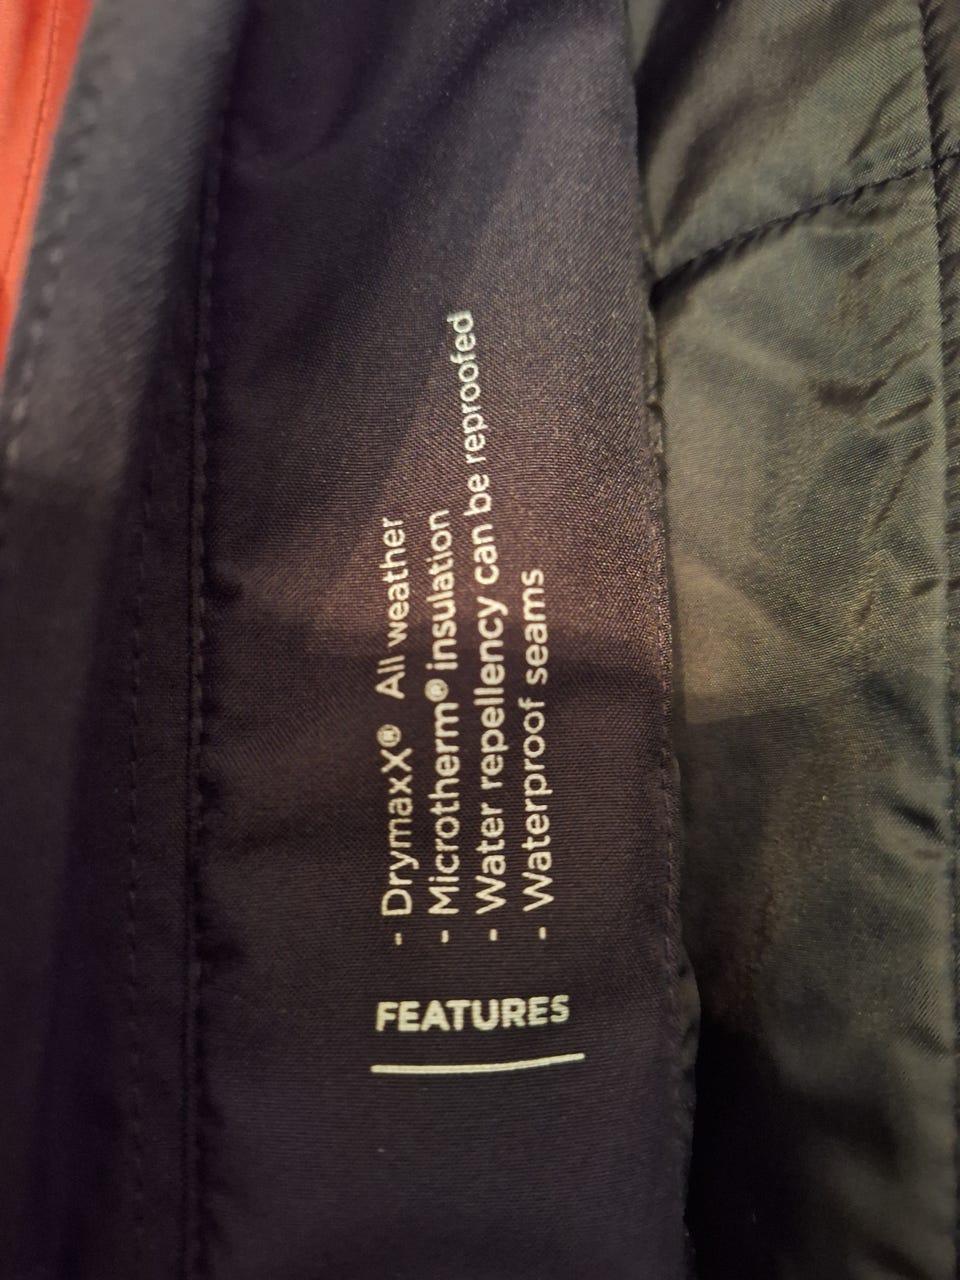 FEATURES
- DrymaxX® All weather
- Microtherm® insulation
- Water repellency can be reproofed
- Waterproof seams